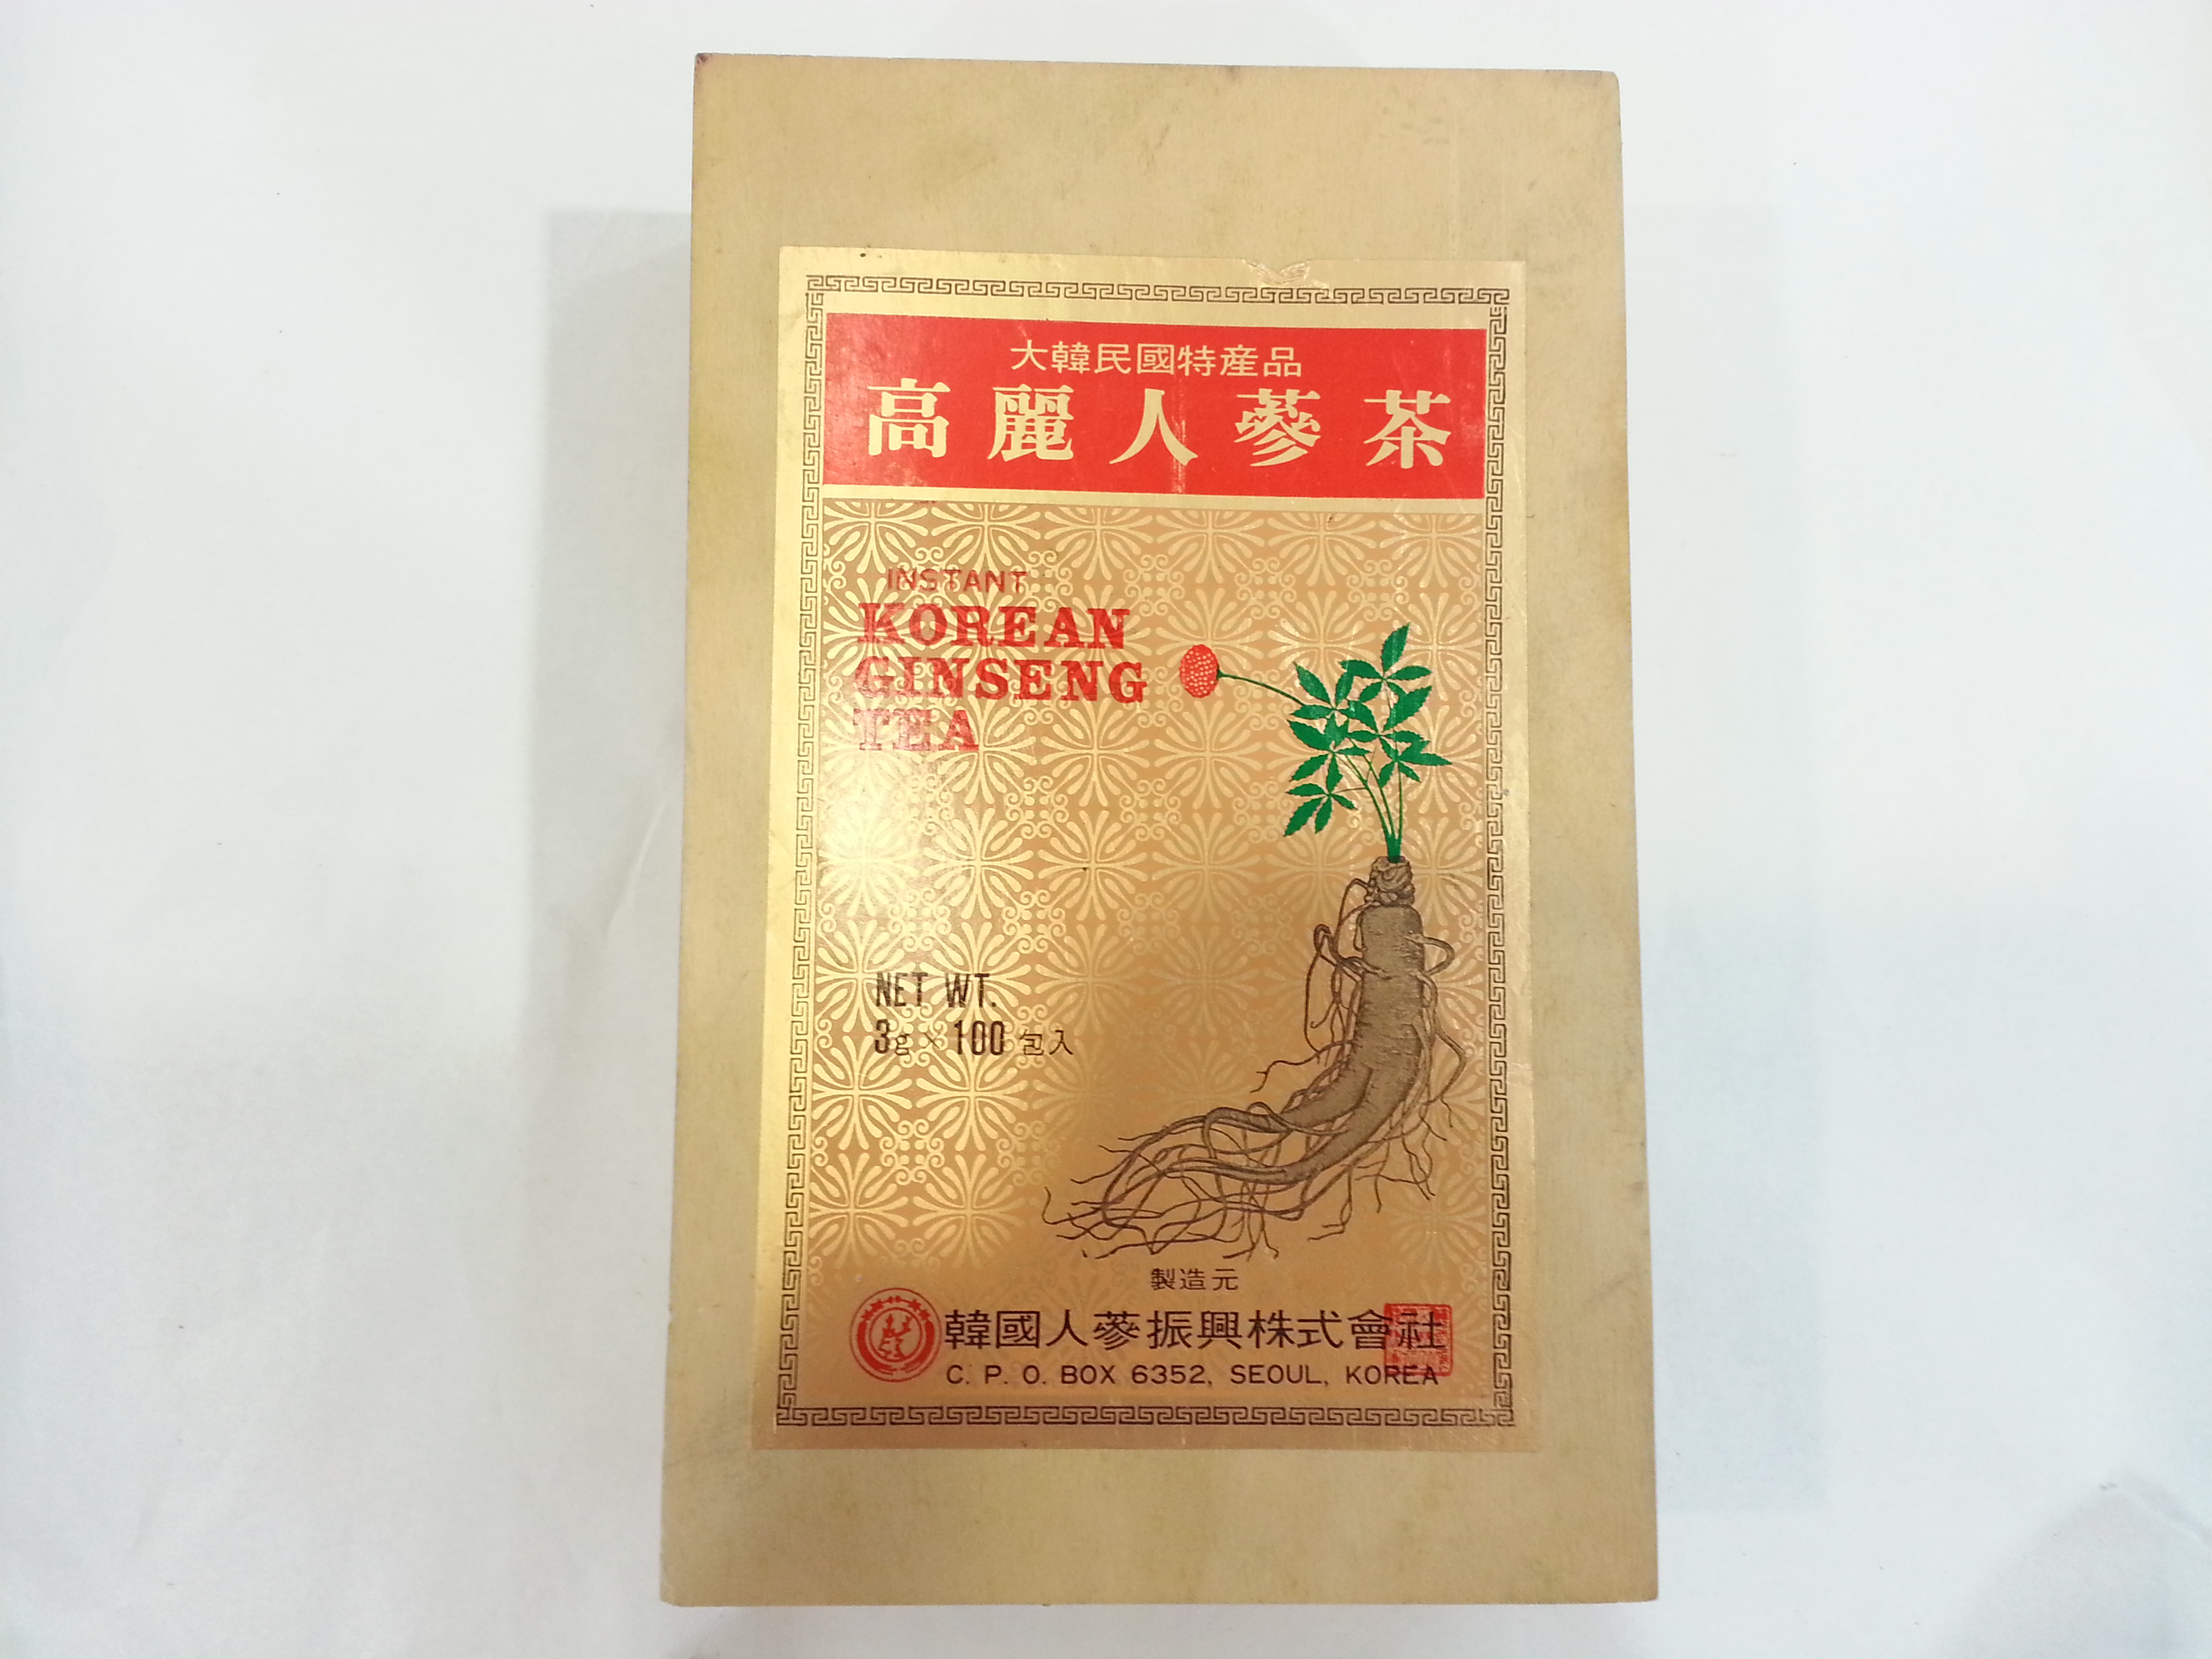 大韓民國特産品
高麗人蔘茶
INSTANT
KOREAN
GINSENG
TEA
NET WT.
3g × 100 包入
製造元
韓國人蔘振興株式會社
C. P. O. BOX 6352, SEOUL, KOREA